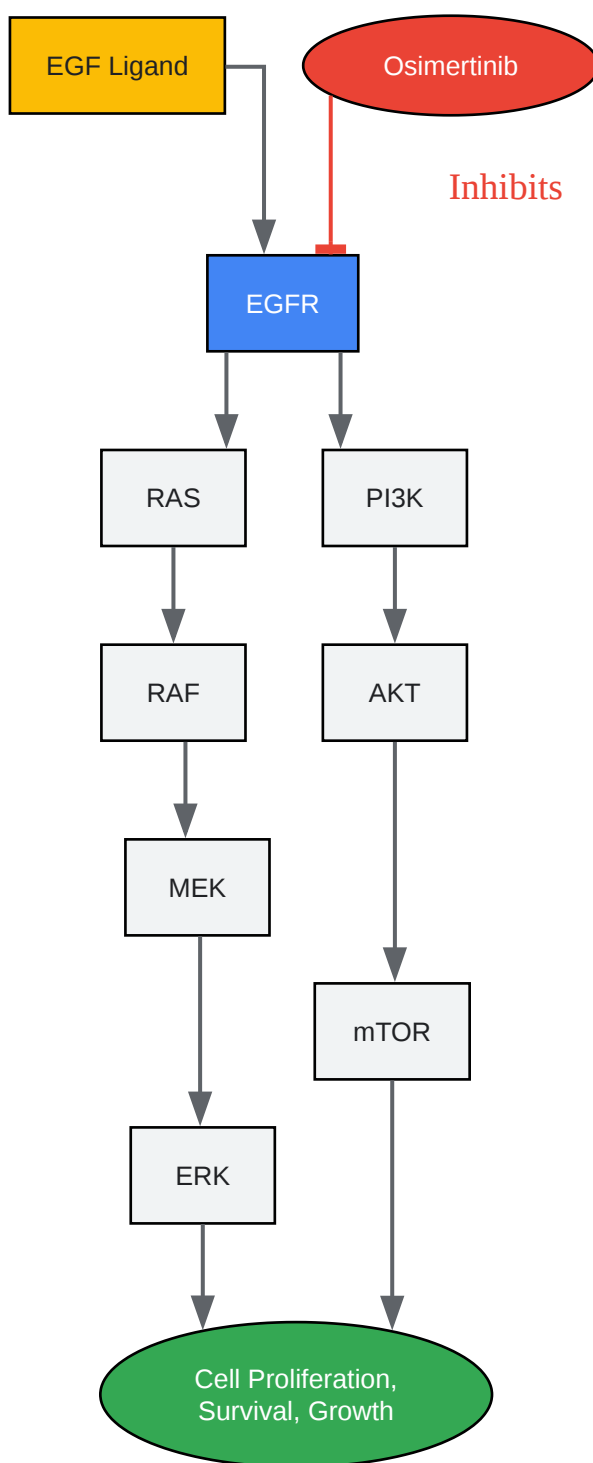 EGF Ligand
Osimertinib
Inhibits
EGFR
RAS
PI3K
RAF
AKT
MEK
mTOR
ERK
Cell Proliferation,
Survival, Growth